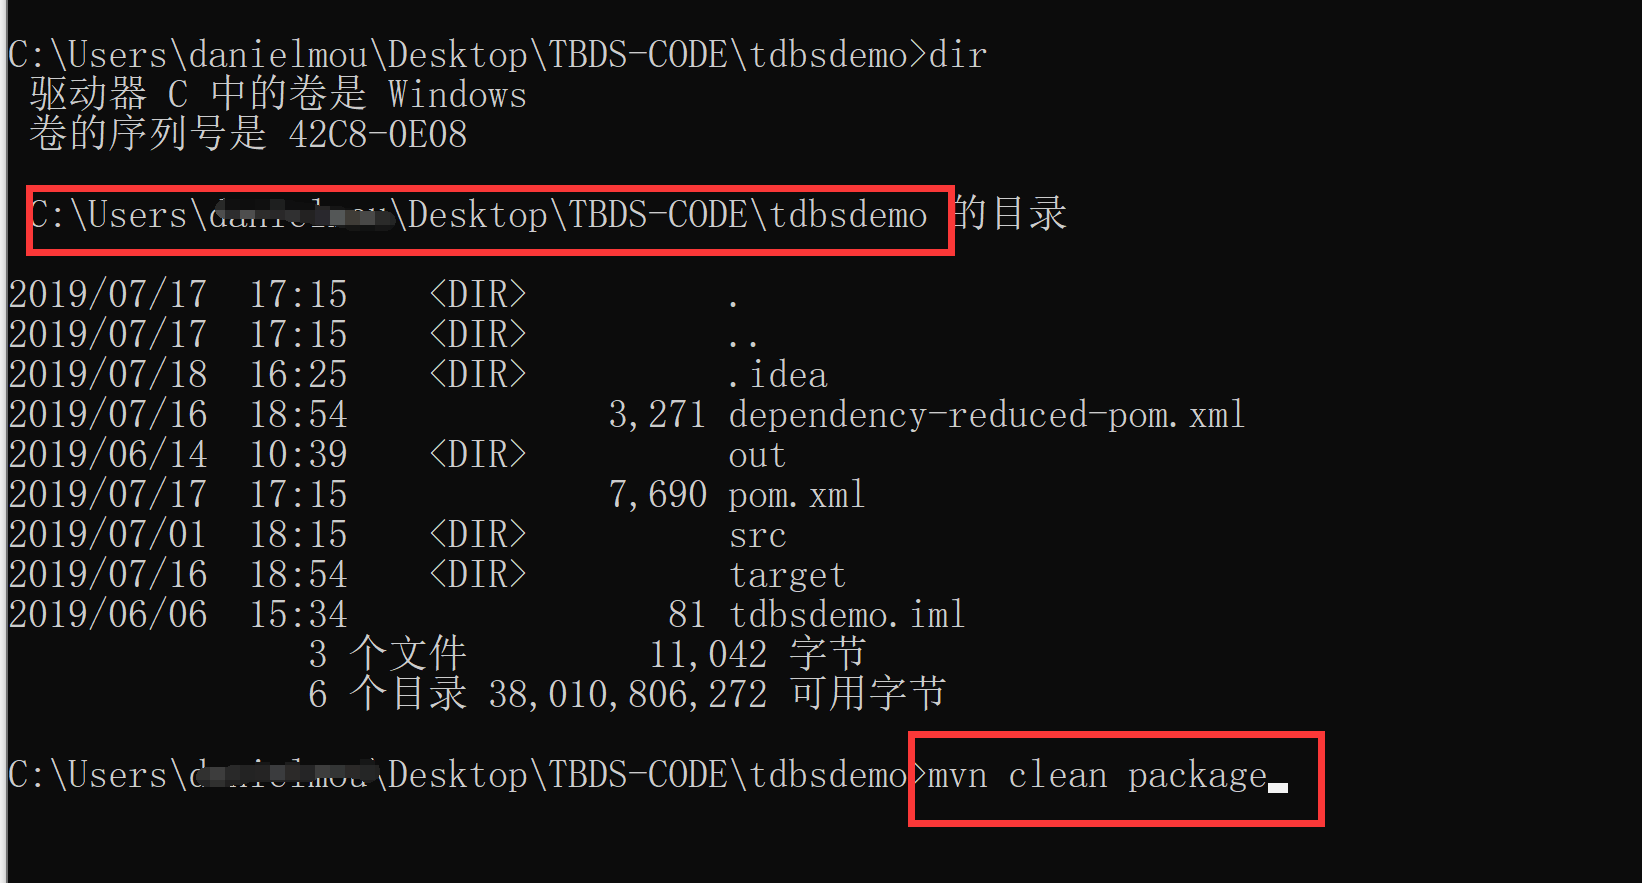 C:\Users\danielmou\Desktop\TBDS-CODE\tdbsdemo>dir
驱动器 C 中的卷是 Windows
卷的序列号是 42C8-0E08
C:\Users\\Desktop\TBDS-CODE\tdbsdemo 的目录
2019/07/17  17:15    <DIR>          .
2019/07/17  17:15    <DIR>          ..
2019/07/18  16:25    <DIR>          .idea
2019/07/16  18:54             3,271 dependency-reduced-pom.xml
2019/06/14  10:39    <DIR>          out
2019/07/17  17:15             7,690 pom.xml
2019/07/01  18:15    <DIR>          src
2019/07/16  18:54    <DIR>          target
2019/06/06  15:34                81 tdbsdemo.iml
3 个文件         11,042 字节
6 个目录 38,010,806,272 可用字节
C:\Users\\Desktop\TBDS-CODE\tdbsdemo>mvn clean package